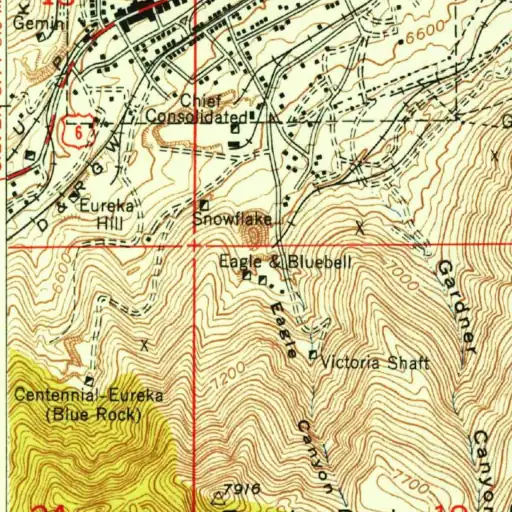 Gemini
6600
Chief
Consolidated
6
D & R G W
Eureka
Hill
Snowflake
X
X
Eagle & Bluebell
6800
7000
Gardner
Canyon
Eagle
Canyon
Victoria Shaft
X
7200
Centennial-Eureka
(Blue Rock)
7700
7916